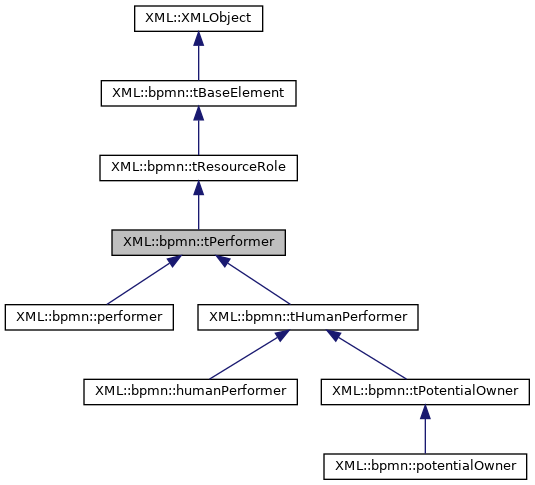 XML::XMLObject
XML::bpmn::tBaseElement
XML::bpmn::tResourceRole
XML::bpmn::tPerformer
XML::bpmn::performer
XML::bpmn::tHumanPerformer
XML::bpmn::humanPerformer
XML::bpmn::tPotentialOwner
XML::bpmn::potentialOwner